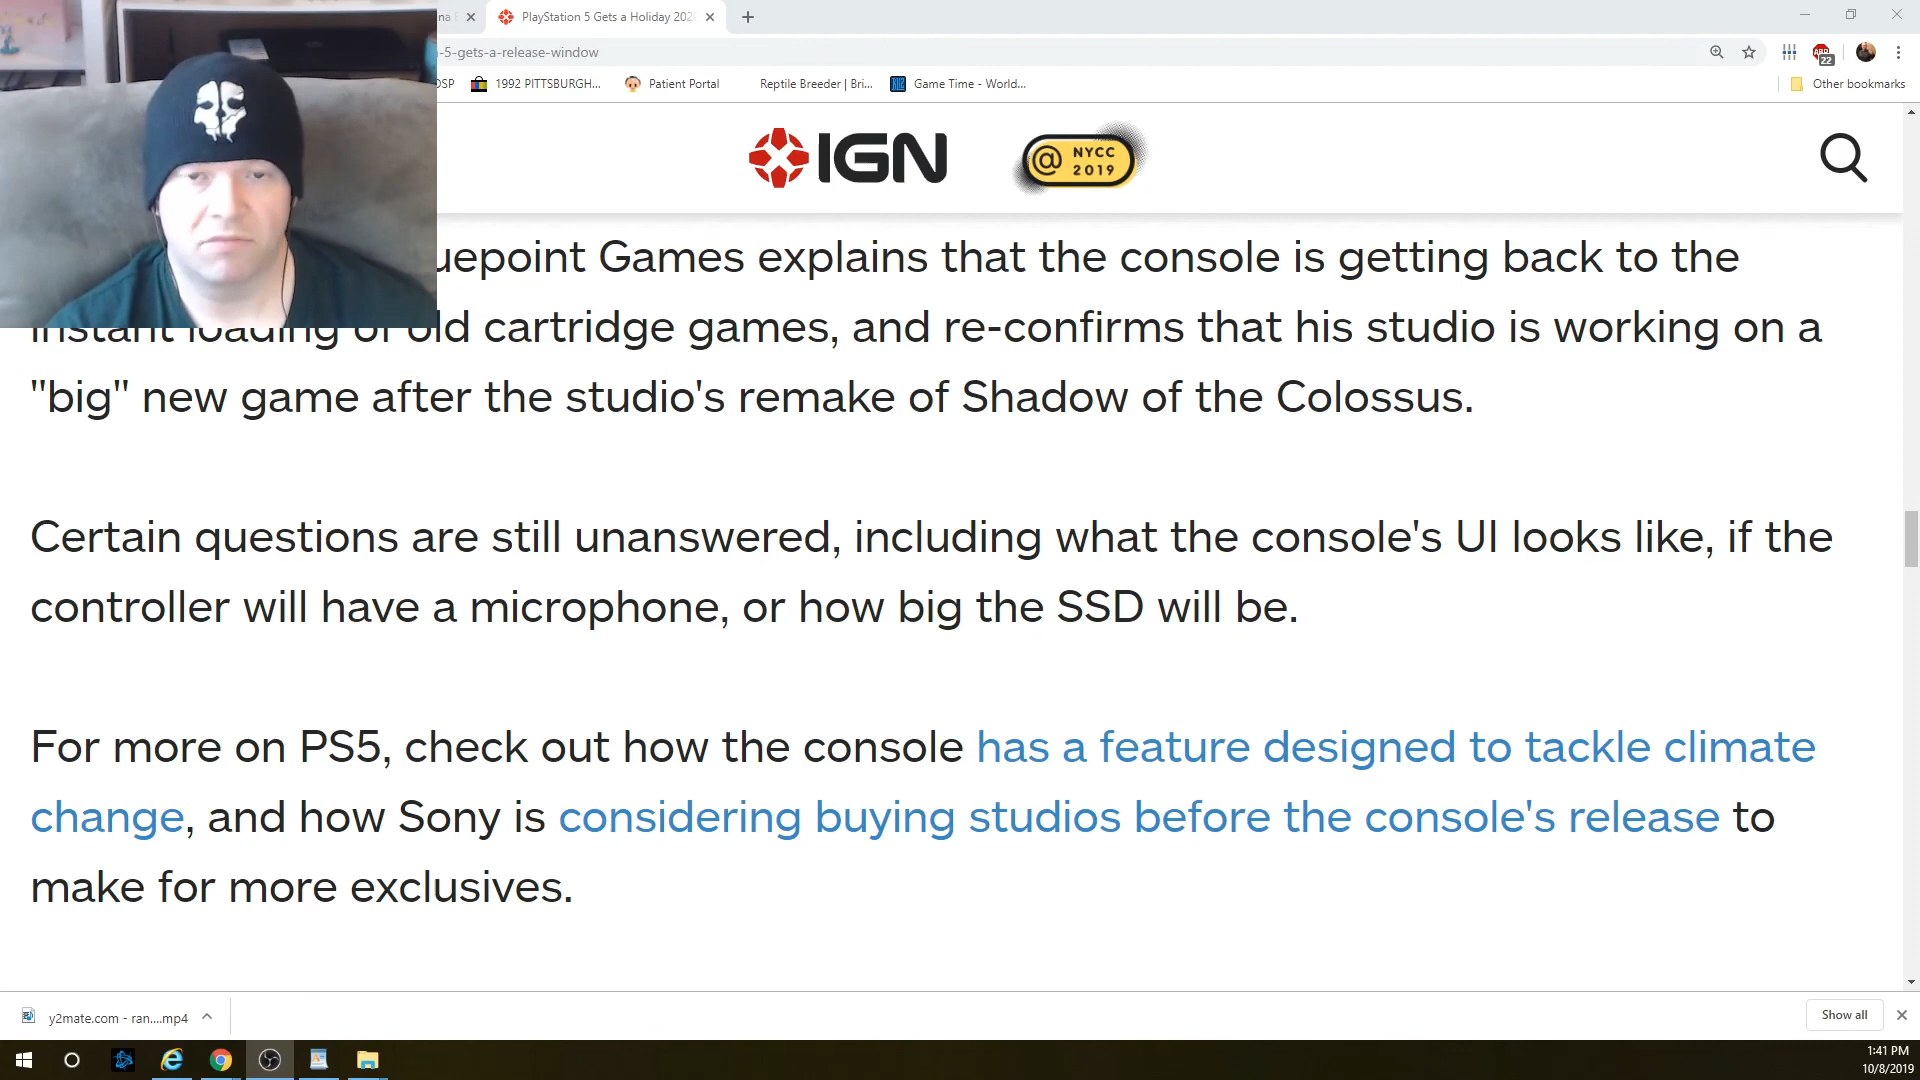 PlayStation 5 Gets a Holiday 202
-5-gets-a-release-window
22
1992 PITTSBURGH...
Patient Portal
Reptile Breeder | Bri...
Game Time - World...
Other bookmarks
IGN
@ NYCC
2019
uepoint Games explains that the console is getting back to the
instant loading of old cartridge games, and re-confirms that his studio is working on a
"big" new game after the studio's remake of Shadow of the Colossus.
Certain questions are still unanswered, including what the console's UI looks like, if the
controller will have a microphone, or how big the SSD will be.
For more on PS5, check out how the console has a feature designed to tackle climate
change, and how Sony is considering buying studios before the console's release to
make for more exclusives.
y2mate.com - ran....mp4
Show all
1:41 PM
10/8/2019